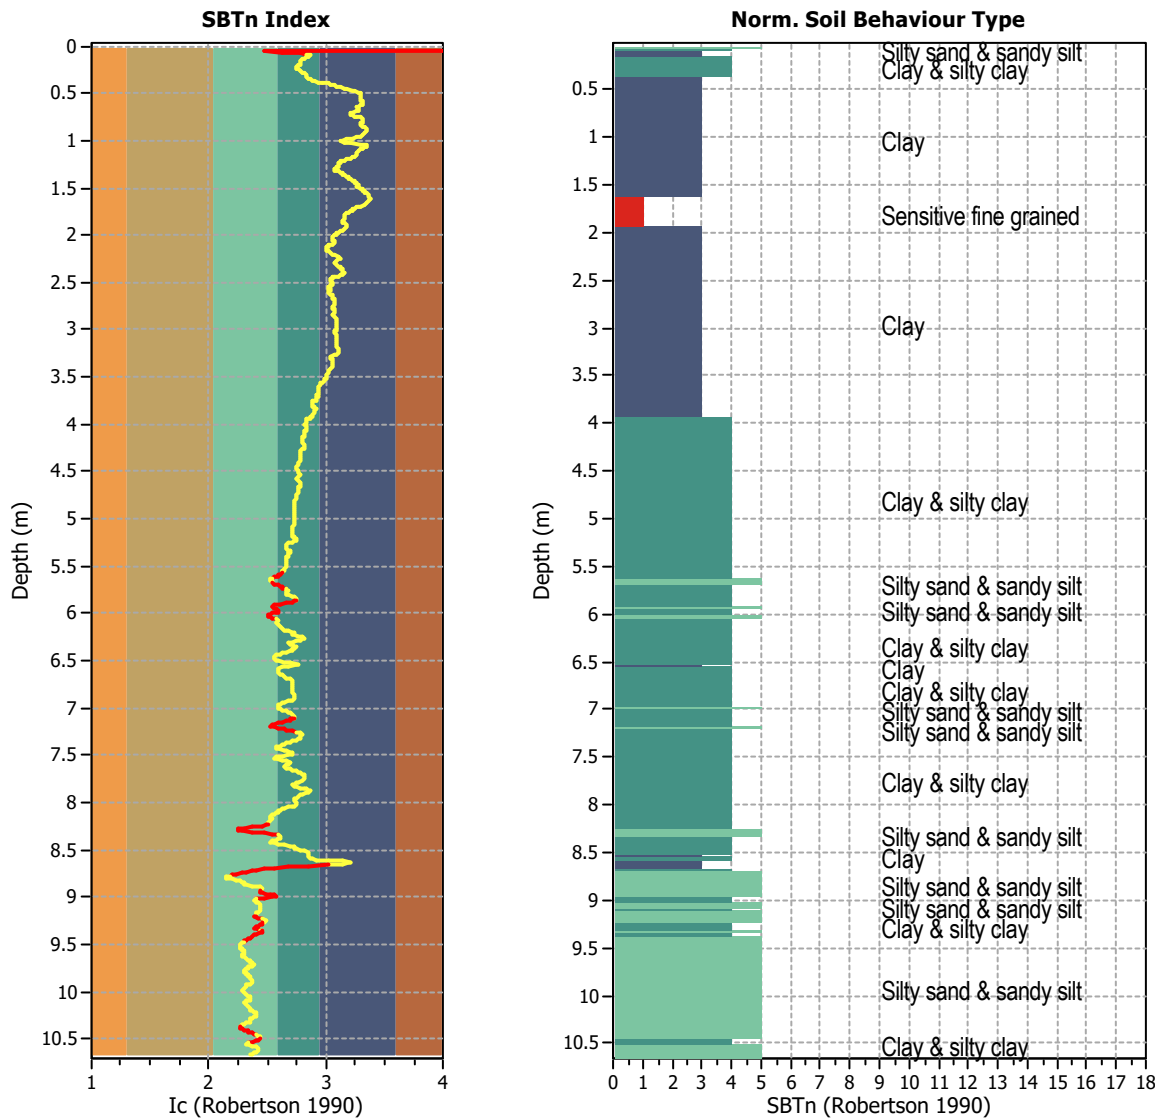 SBTn Index
0
0.5
1
1.5
2
2.5
3
3.5
4
4.5
5
5.5
6
6.5
7
7.5
8
8.5
9
9.5
10
10.5
Depth (m)
1 2 3 4
Ic (Robertson 1990)
Norm. Soil Behaviour Type
0.5
1
1.5
2
2.5
3
3.5
4
4.5
5
5.5
6
6.5
7
7.5
8
8.5
9
9.5
10
10.5
Depth (m)
Silty sand & sandy silt
Clay & silty clay
Clay
Sensitive fine grained
Clay
Clay & silty clay
Silty sand & sandy silt
Silty sand & sandy silt
Clay & silty clay
Clay
Clay & silty clay
Silty sand & sandy silt
Silty sand & sandy silt
Clay & silty clay
Silty sand & sandy silt
Clay
Silty sand & sandy silt
Silty sand & sandy silt
Clay & silty clay
Silty sand & sandy silt
Clay & silty clay
0 1 2 3 4 5 6 7 8 9 10 11 12 13 14 15 16 17 18
SBTn (Robertson 1990)